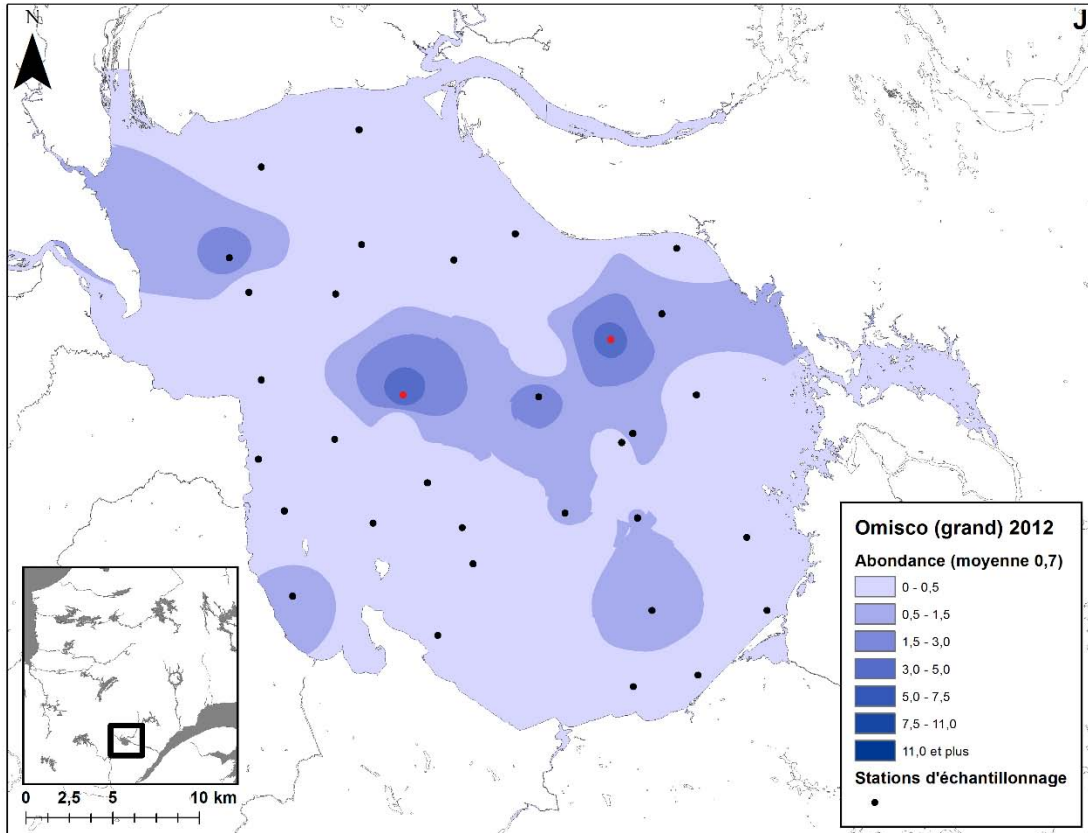 N
J
Omisco (grand) 2012
Abondance (moyenne 0,7)
0 - 0,5
0,5 - 1,5
1,5 - 3,0
3,0 - 5,0
5,0 - 7,5
7,5 - 11,0
11,0 et plus
Stations d'échantillonnage
0 2,5 5 10 km